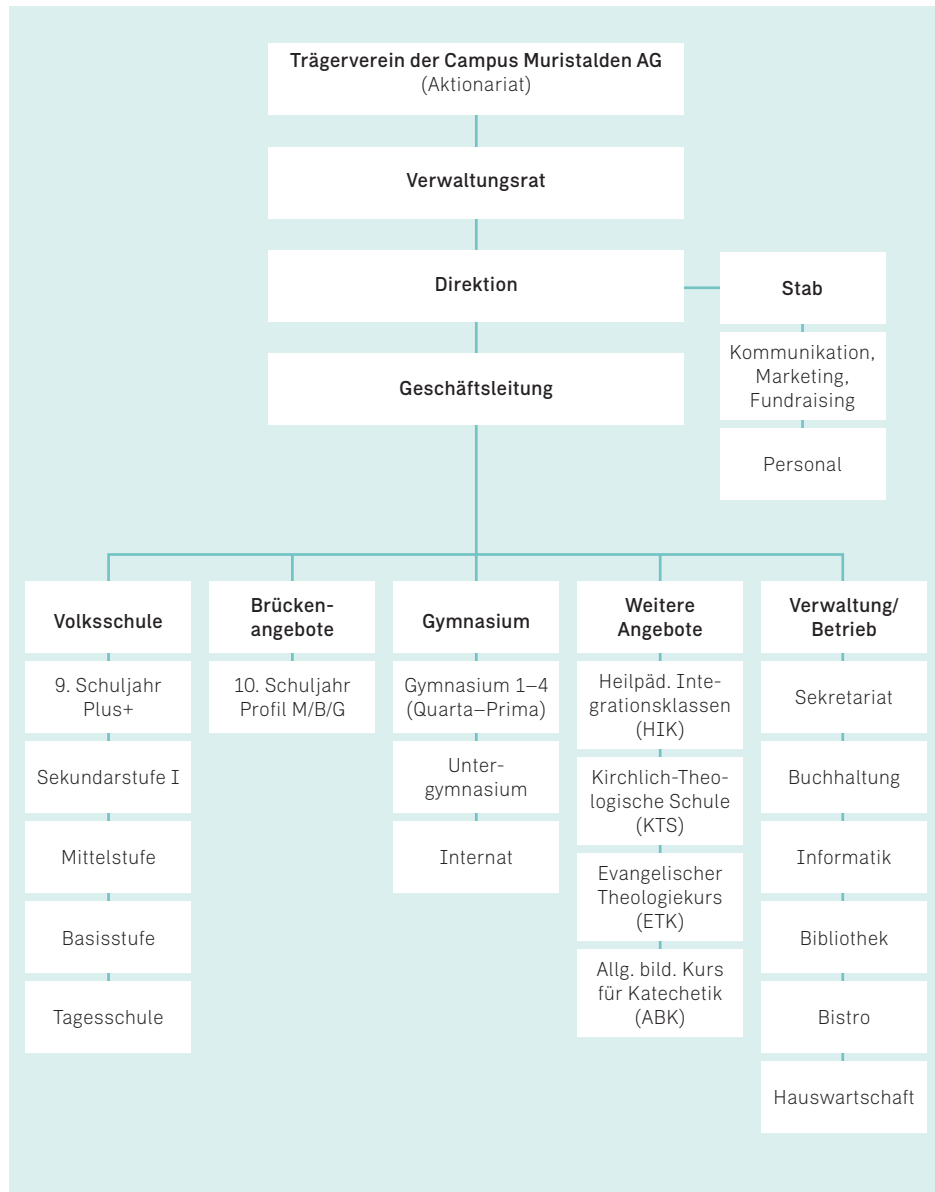 Trägerverein der Campus Muristalden AG
(Aktionariat)
Verwaltungsrat
Direktion
Stab
Kommunikation,
Marketing,
Fundraising
Personal
Geschäftsleitung
Volksschule
9. Schuljahr
Plus+
Sekundarstufe I
Mittelstufe
Basisstufe
Tagesschule
Brücken-
angebote
10. Schuljahr
Profil M/B/G
Gymnasium
Gymnasium 1–4
(Quarta–Prima)
Unter-
gymnasium
Internat
Weitere
Angebote
Heilpäd. Inte-
grationsklassen
(HIK)
Kirchlich-Theo-
logische Schule
(KTS)
Evangelischer
Theologiekurs
(ETK)
Allg. bild. Kurs
für Katechetik
(ABK)
Verwaltung/
Betrieb
Sekretariat
Buchhaltung
Informatik
Bibliothek
Bistro
Hauswartschaft